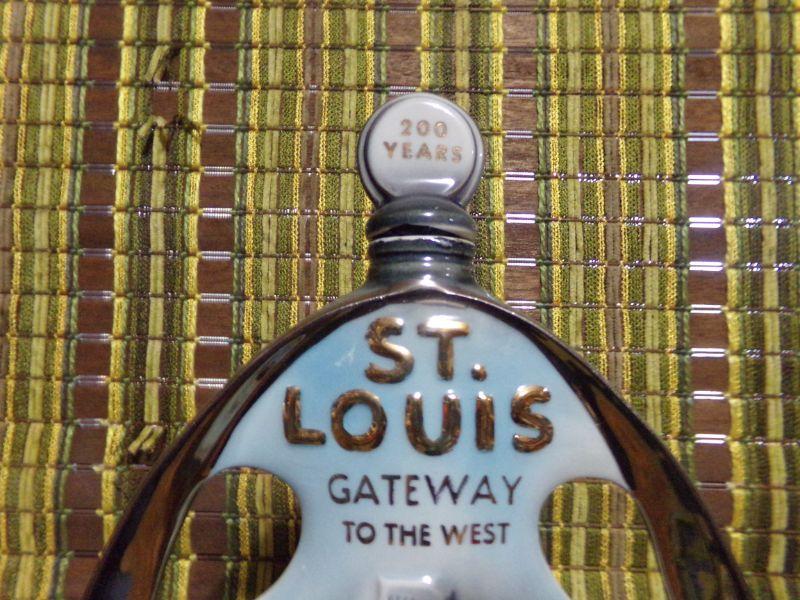 200
YEARS
ST.
LOUIS
GATEWAY
TO THE WEST